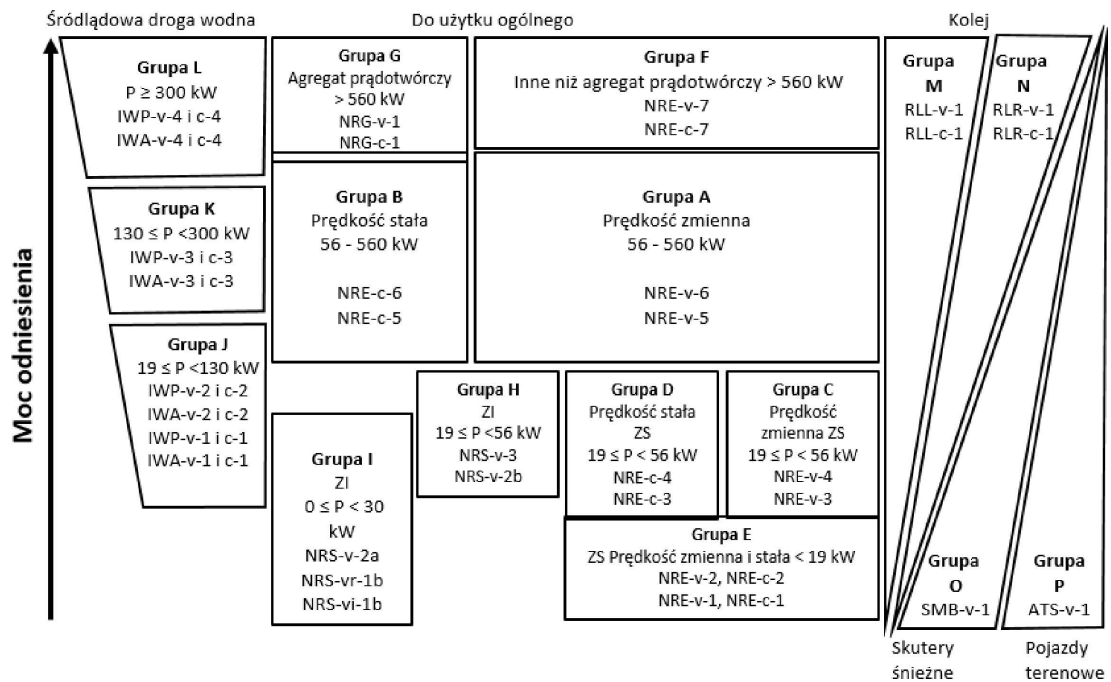 Śródlądowa droga wodna
Do użytku ogólnego
Kolej
Moc odniesienia
Grupa L
P ≥ 300 kW
IWP-v-4 i c-4
IWA-v-4 i c-4
Grupa K
130 ≤ P <300 kW
IWP-v-3 i c-3
IWA-v-3 i c-3
Grupa J
19 ≤ P <130 kW
IWP-v-2 i c-2
IWA-v-2 i c-2
IWP-v-1 i c-1
IWA-v-1 i c-1
Grupa G
Agregat prądotwórczy
> 560 kW
NRG-v-1
NRG-c-1
Grupa F
Inne niż agregat prądotwórczy > 560 kW
NRE-v-7
NRE-c-7
Grupa B
Prędkość stała
56 - 560 kW
NRE-c-6
NRE-c-5
Grupa A
Prędkość zmienna
56 - 560 kW
NRE-v-6
NRE-v-5
Grupa I
ZI
0 ≤ P < 30
kW
NRS-v-2a
NRS-vr-1b
NRS-vi-1b
Grupa H
ZI
19 ≤ P <56 kW
NRS-v-3
NRS-v-2b
Grupa D
Prędkość stała
ZS
19 ≤ P < 56 kW
NRE-c-4
NRE-c-3
Grupa C
Prędkość
zmienna ZS
19 ≤ P < 56 kW
NRE-v-4
NRE-v-3
Grupa E
ZS Prędkość zmienna i stała < 19 kW
NRE-v-2, NRE-c-2
NRE-v-1, NRE-c-1
Grupa
M
RLL-v-1
RLL-c-1
Grupa
N
RLR-v-1
RLR-c-1
Grupa
O
SMB-v-1
Grupa
P
ATS-v-1
Skutery
śnieżne
Pojazdy
terenowe